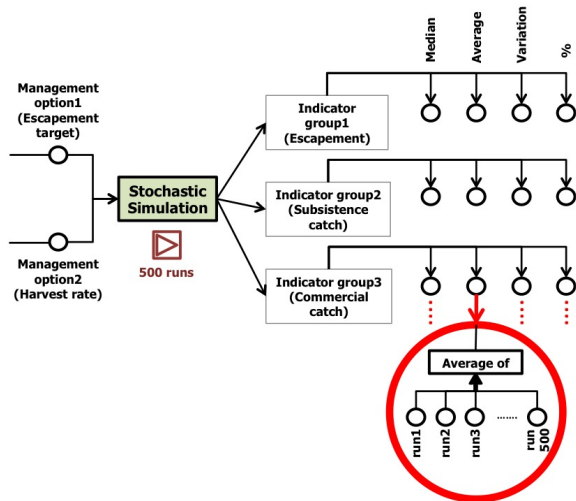 Median
Average
Variation
%
Management
option1
(Escapement
target)
Indicator
group1
(Escapement)
Stochastic
Simulation
Indicator group2
(Subsistence
catch)
500 runs
Management
option2
(Harvest rate)
Indicator group3
(Commercial
catch)
Average of
run1
run2
run3
.......
run
500